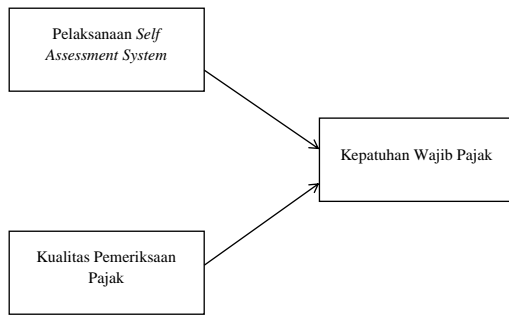 Pelaksanaan Self
Assessment System
Kepatuhan Wajib Pajak
Kualitas Pemeriksaan
Pajak